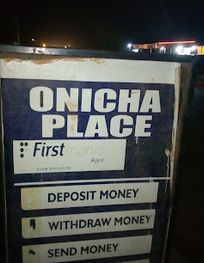 ONICHA
PLACE
Firstmonie
Agent
DEPOSIT MONEY
WITHDRAW MONEY
SEND MONEY